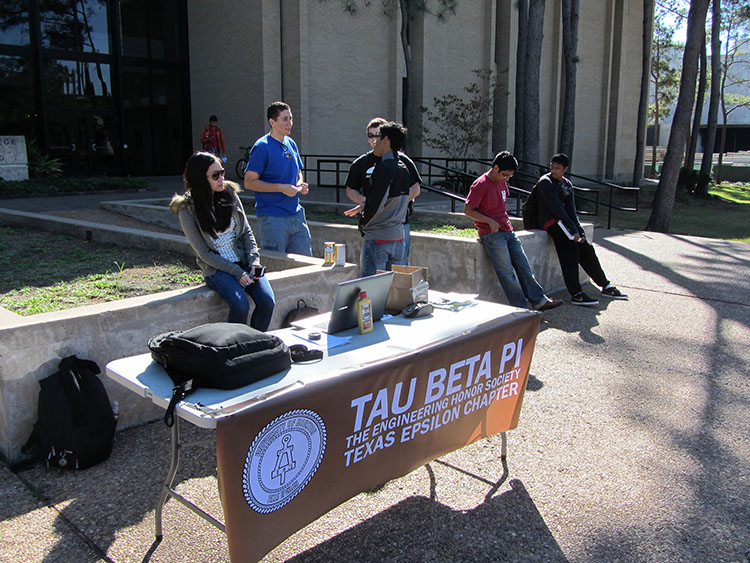 TAU BETA PI
THE ENGINEERING HONOR SOCIETY
TEXAS EPSILON CHAPTER